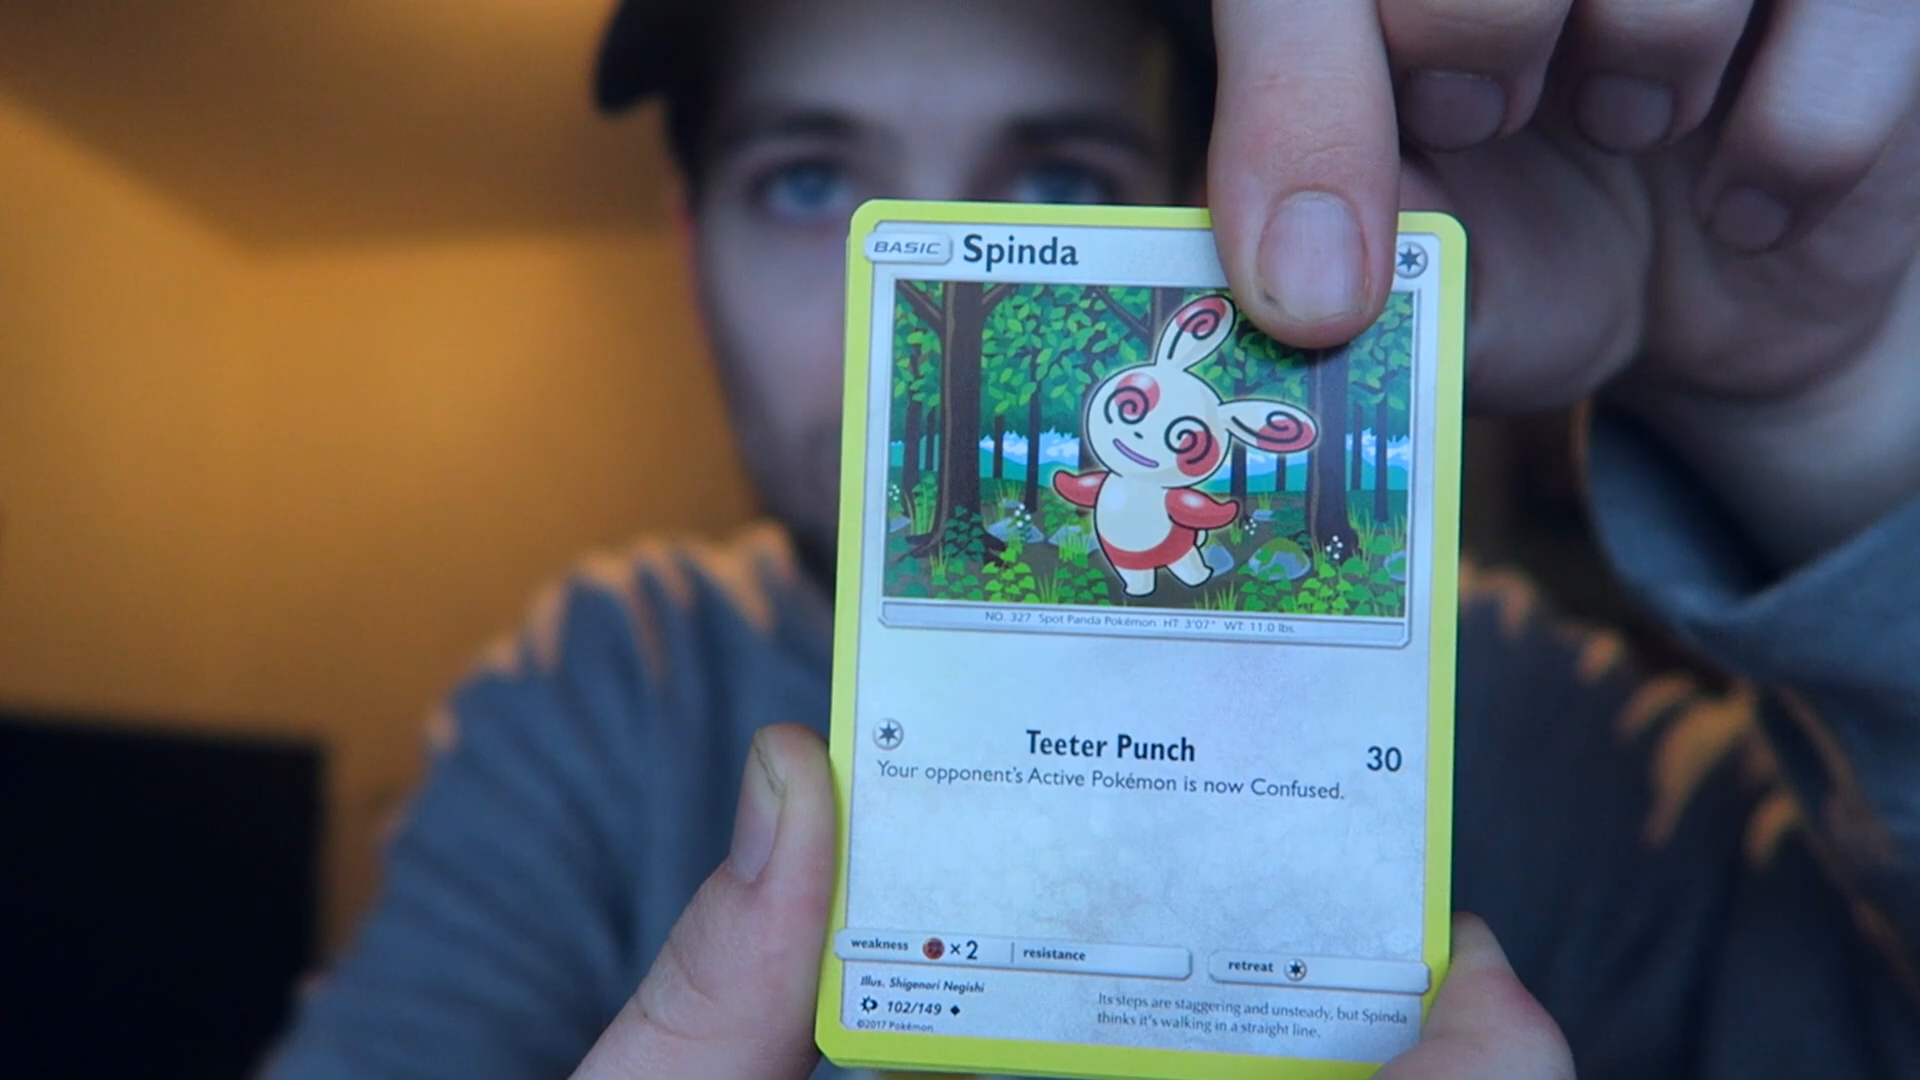 BASIC Spinda
NO. 327 Spot Panda Pokémon HT: 3'07" WT: 11.0 lbs.
Teeter Punch 30
Your opponent's Active Pokémon is now Confused.
weakness ×2 resistance retreat
Illus. Shigenori Negishi
102/149
©2017 Pokémon
Its steps are staggering and unsteady, but Spinda
thinks it's walking in a straight line.